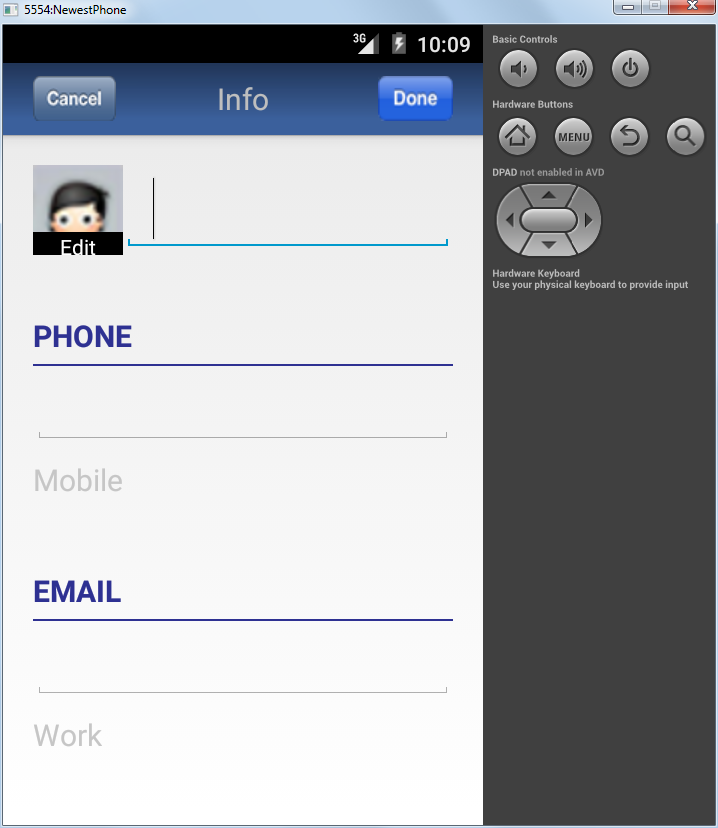 5554:NewestPhone
3G 10:09
Cancel Info Done
Edit
PHONE
Mobile
EMAIL
Work
Basic Controls
Hardware Buttons
MENU
DPAD not enabled in AVD
Hardware Keyboard
Use your physical keyboard to provide input